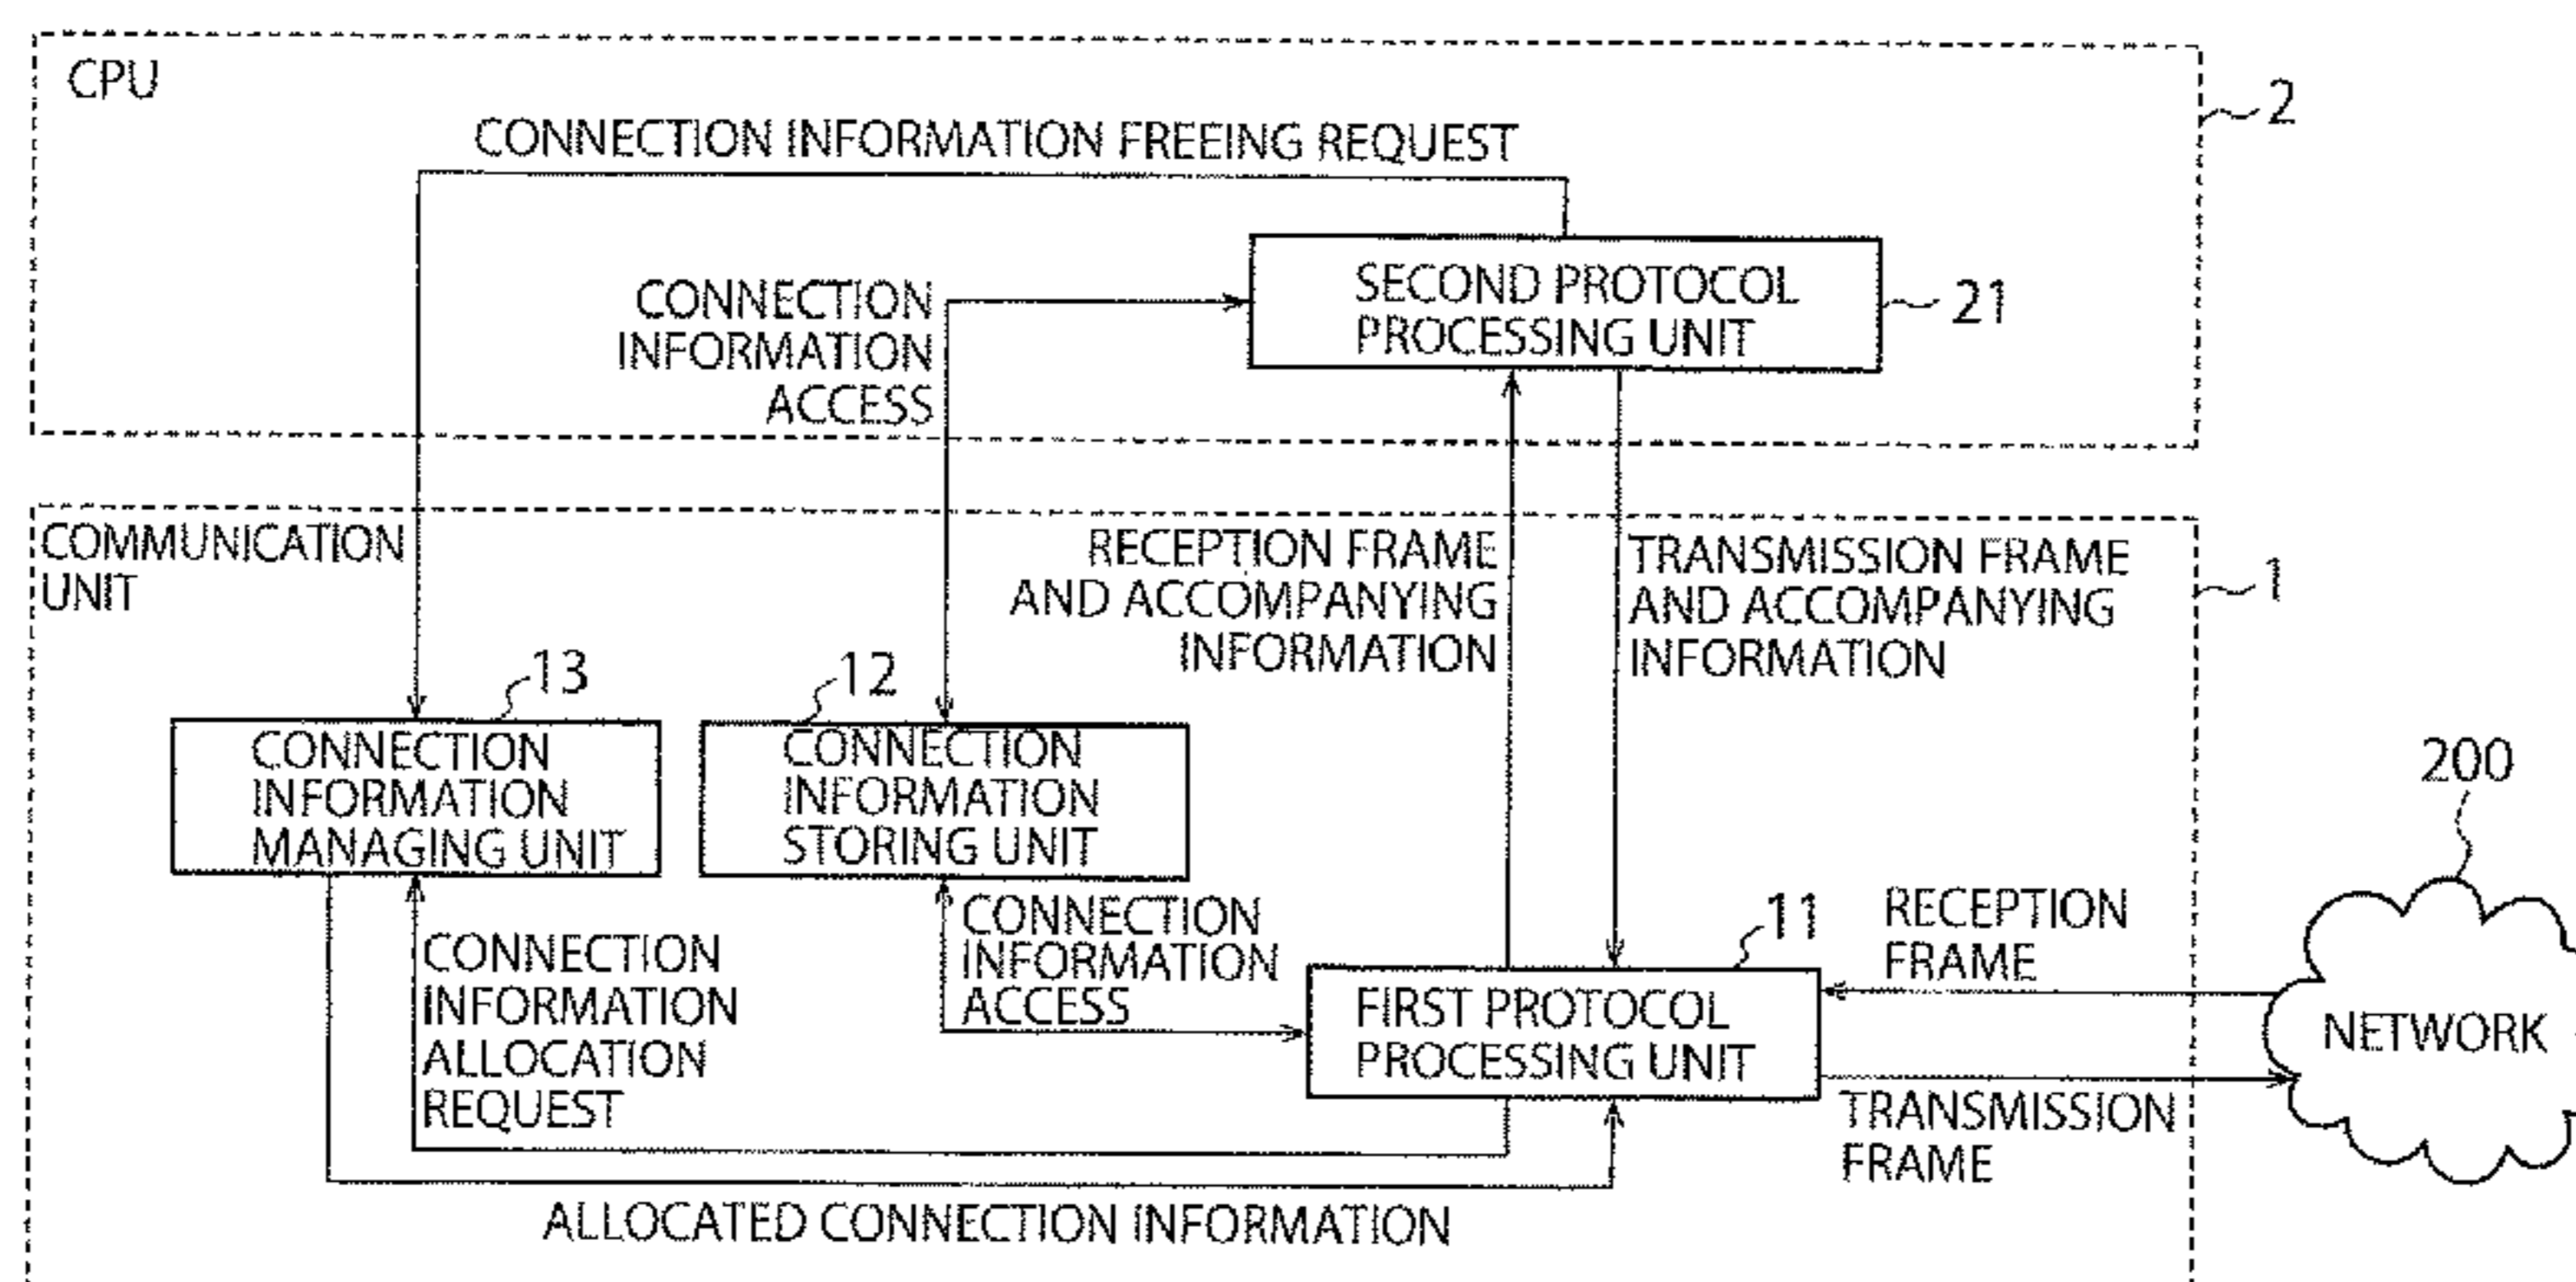 CPU
2
CONNECTION INFORMATION FREEING REQUEST
CONNECTION
INFORMATION
ACCESS
SECOND PROTOCOL
PROCESSING UNIT
21
COMMUNICATION
UNIT
1
RECEPTION FRAME
AND ACCOMPANYING
INFORMATION
TRANSMISSION FRAME
AND ACCOMPANYING
INFORMATION
13
CONNECTION
INFORMATION
MANAGING UNIT
12
CONNECTION
INFORMATION
STORING UNIT
200
NETWORK
CONNECTION
INFORMATION
ALLOCATION
REQUEST
CONNECTION
INFORMATION
ACCESS
11
FIRST PROTOCOL
PROCESSING UNIT
RECEPTION
FRAME
TRANSMISSION
FRAME
ALLOCATED CONNECTION INFORMATION